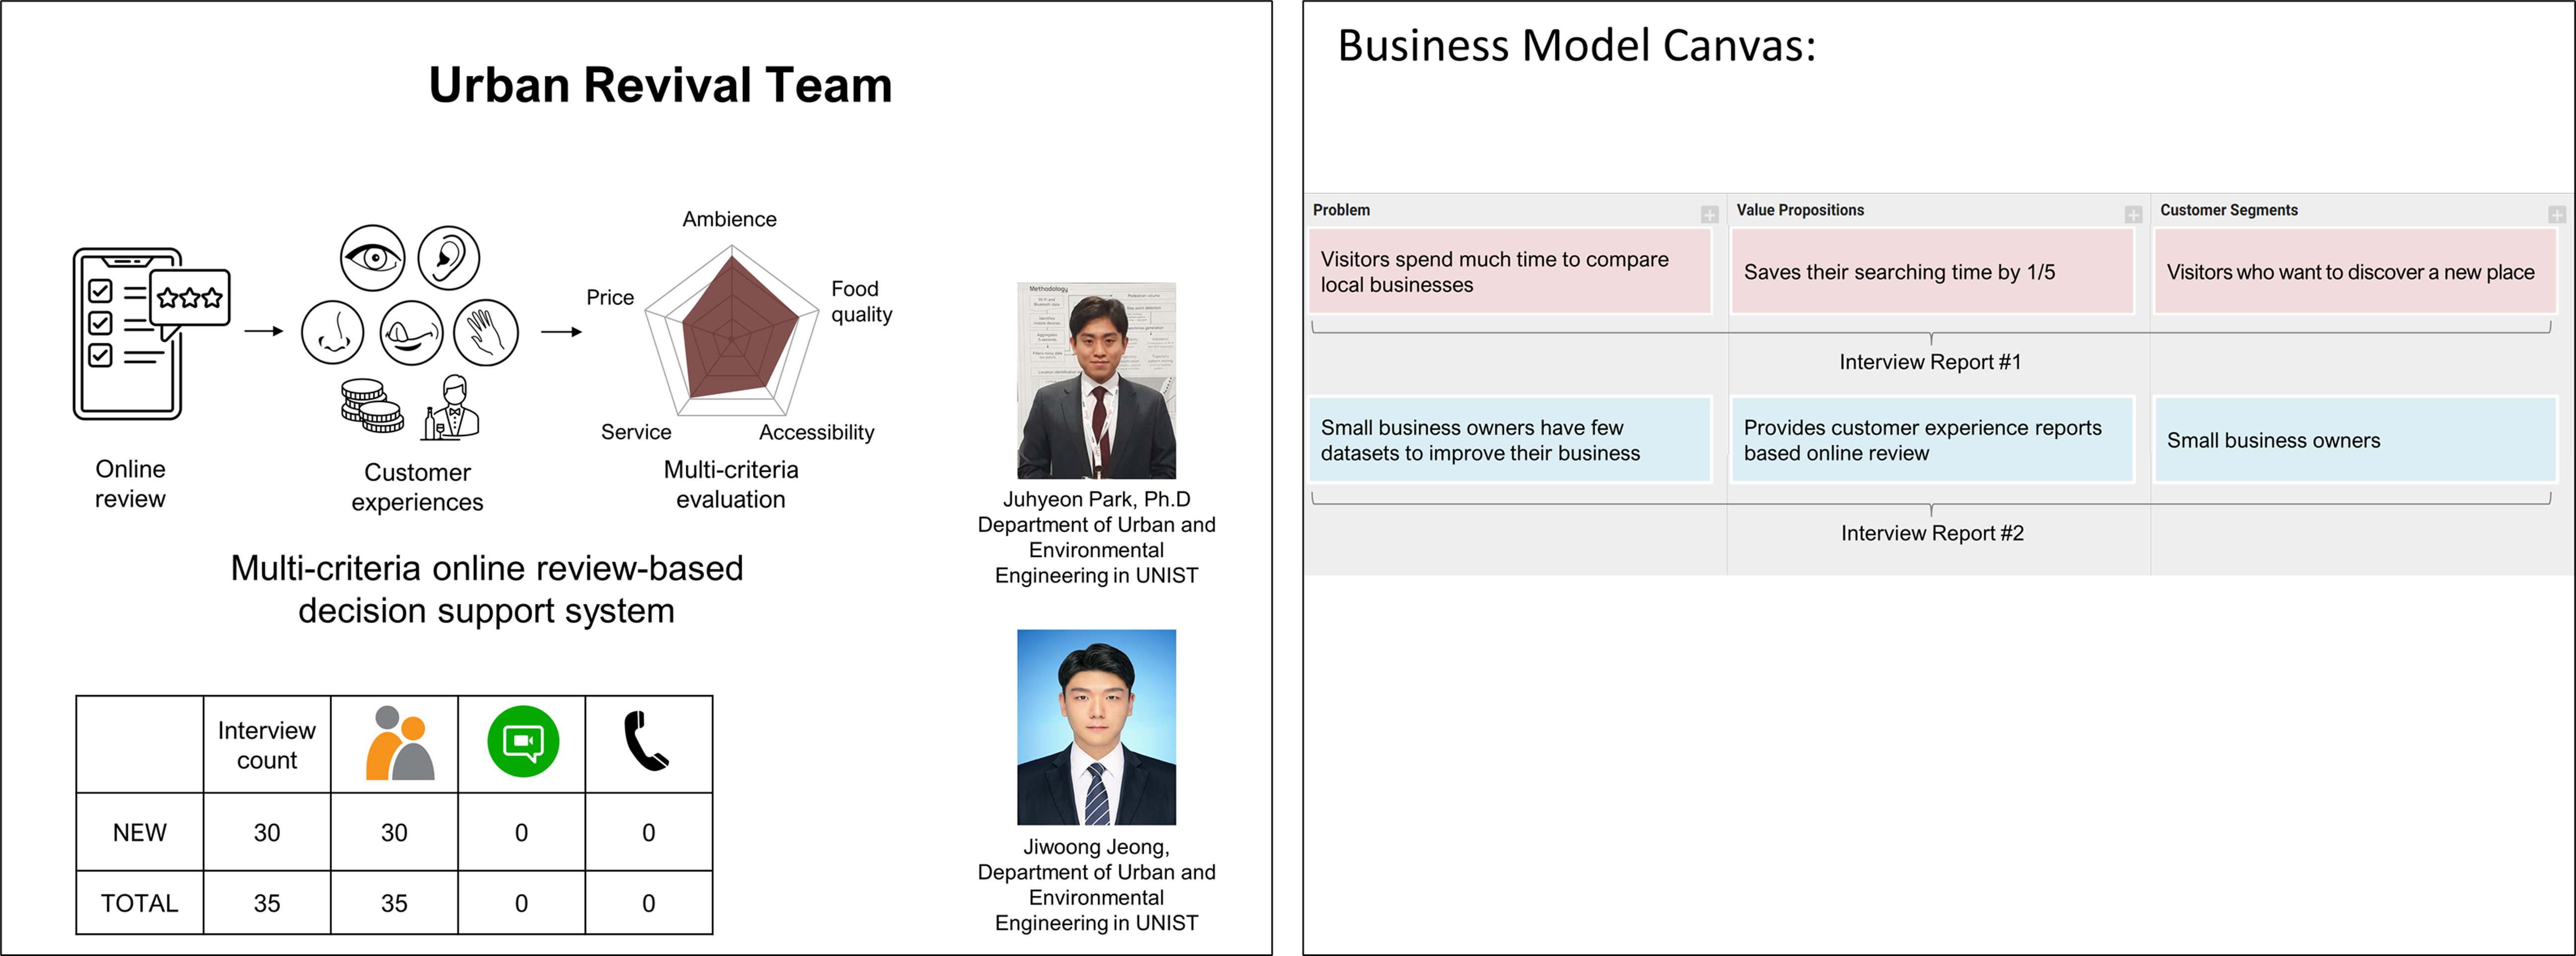 Urban Revival Team
Ambience
Price
Food
quality
Service
Accessibility
Online
review
Customer
experiences
Multi-criteria
evaluation
Multi-criteria online review-based
decision support system
Interview
count
NEW 30 30 0 0
TOTAL 35 35 0 0
Methodology
Juhyeon Park, Ph.D
Department of Urban and
Environmental
Engineering in UNIST
Jiwoong Jeong,
Department of Urban and
Environmental
Engineering in UNIST
Business Model Canvas:
Problem
Value Propositions
Customer Segments
Visitors spend much time to compare
local businesses
Saves their searching time by 1/5
Visitors who want to discover a new place
Interview Report #1
Small business owners have few
datasets to improve their business
Provides customer experience reports
based online review
Small business owners
Interview Report #2